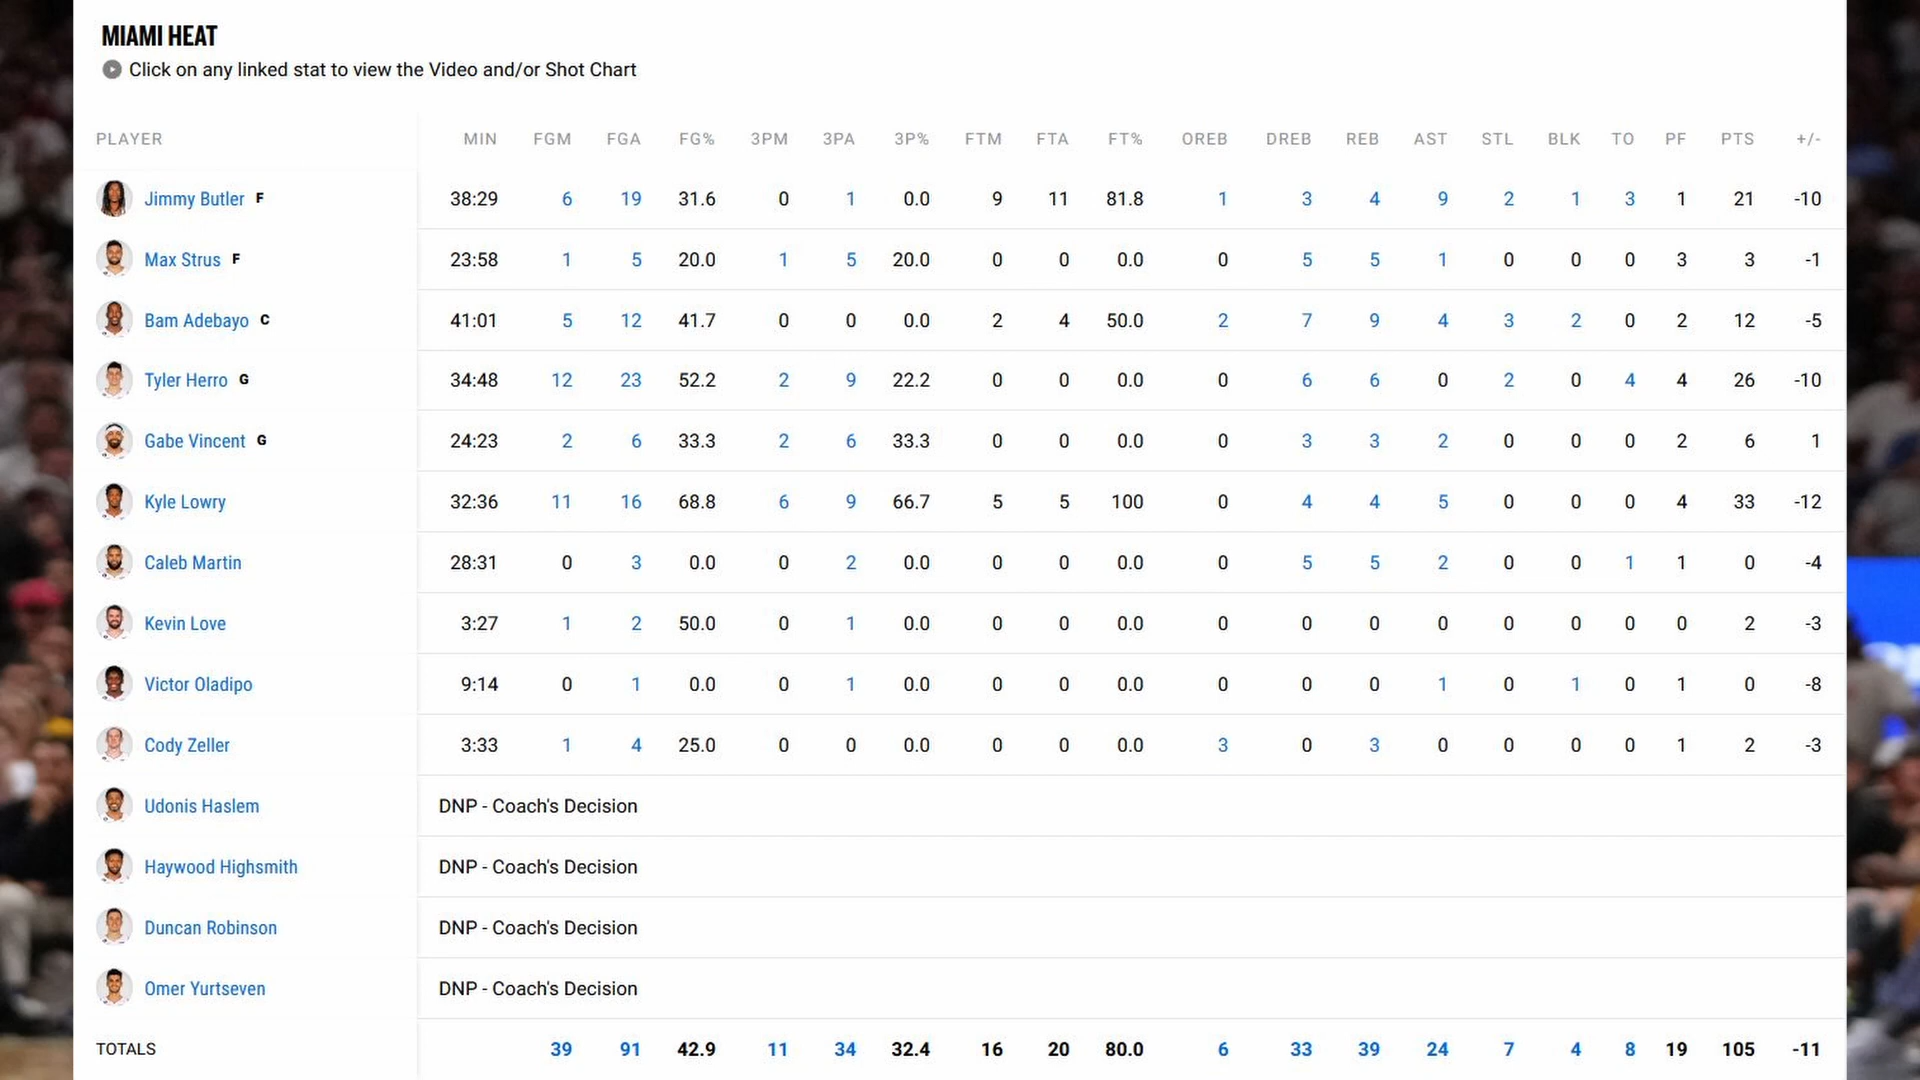 MIAMI HEAT
Click on any linked stat to view the Video and/or Shot Chart
PLAYER MIN FGM FGA FG% 3PM 3PA 3P% FTM FTA FT% OREB DREB REB AST STL BLK TO PF PTS +/-
Jimmy Butler F 38:29 6 19 31.6 0 1 0.0 9 11 81.8 1 3 4 9 2 1 3 1 21 -10
Max Strus F 23:58 1 5 20.0 1 5 20.0 0 0 0.0 0 5 5 1 0 0 0 3 3 -1
Bam Adebayo C 41:01 5 12 41.7 0 0 0.0 2 4 50.0 2 7 9 4 3 2 0 2 12 -5
Tyler Herro G 34:48 12 23 52.2 2 9 22.2 0 0 0.0 0 6 6 0 2 0 4 4 26 -10
Gabe Vincent G 24:23 2 6 33.3 2 6 33.3 0 0 0.0 0 3 3 2 0 0 0 2 6 1
Kyle Lowry 32:36 11 16 68.8 6 9 66.7 5 5 100 0 4 4 5 0 0 0 4 33 -12
Caleb Martin 28:31 0 3 0.0 0 2 0.0 0 0 0.0 0 5 5 2 0 0 1 1 0 -4
Kevin Love 3:27 1 2 50.0 0 1 0.0 0 0 0.0 0 0 0 0 0 0 0 0 2 -3
Victor Oladipo 9:14 0 1 0.0 0 1 0.0 0 0 0.0 0 0 0 1 0 1 0 1 0 -8
Cody Zeller 3:33 1 4 25.0 0 0 0.0 0 0 0.0 3 0 3 0 0 0 0 1 2 -3
Udonis Haslem DNP - Coach's Decision
Haywood Highsmith DNP - Coach's Decision
Duncan Robinson DNP - Coach's Decision
Omer Yurtseven DNP - Coach's Decision
TOTALS 39 91 42.9 11 34 32.4 16 20 80.0 6 33 39 24 7 4 8 19 105 -11